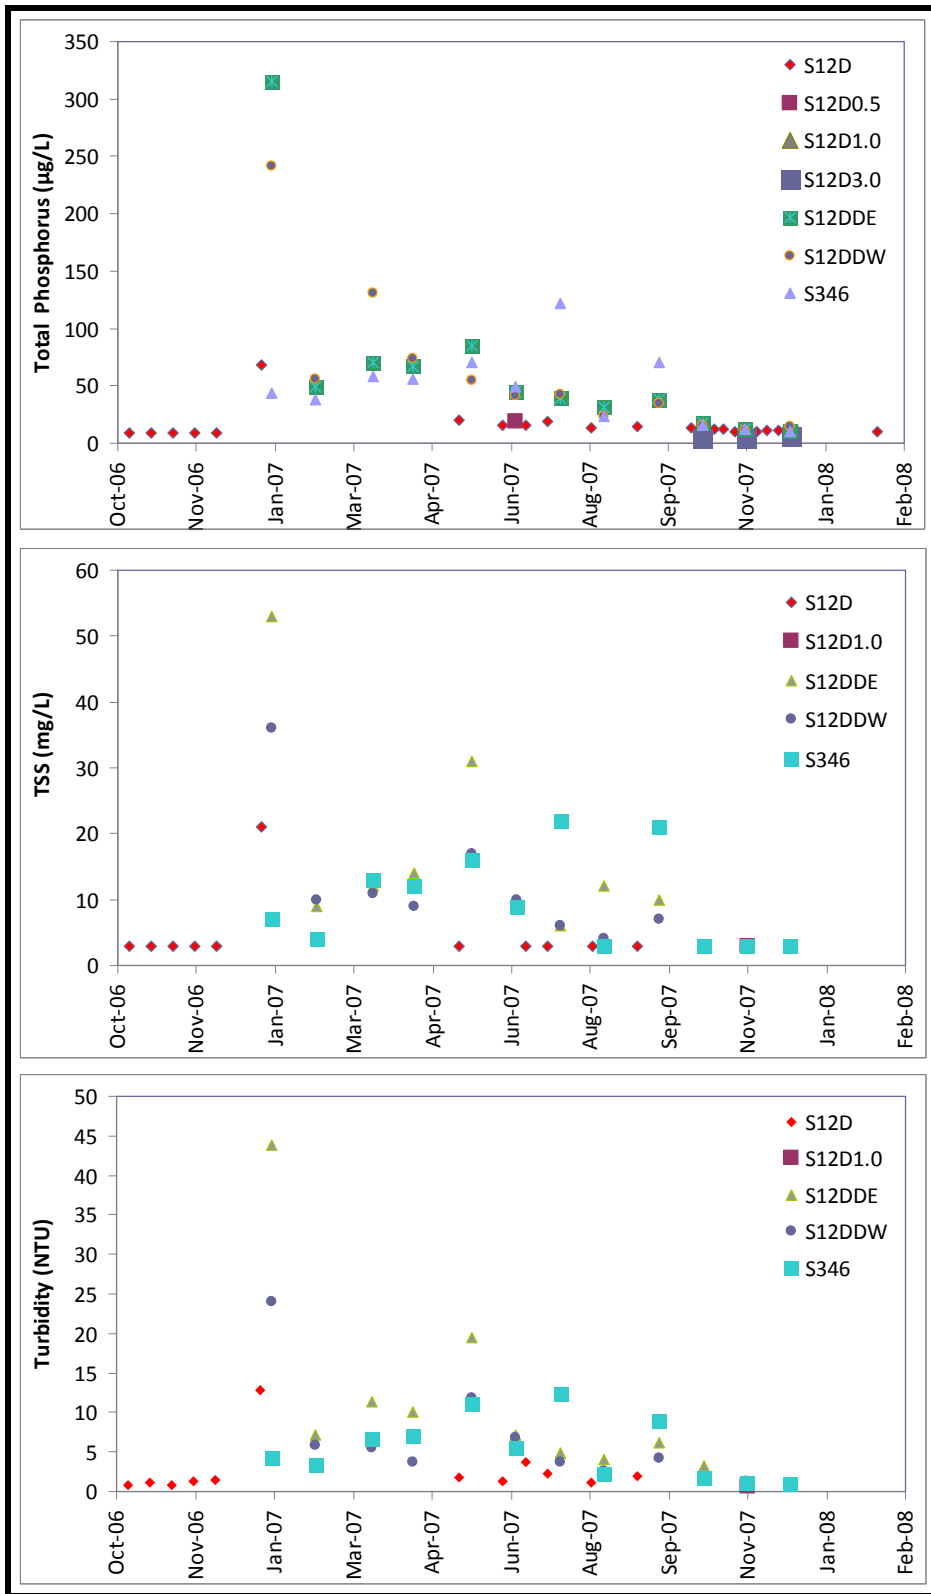 Total Phosphorus (µg/L)
350
300
250
200
150
100
50
0
Oct-06
Nov-06
Jan-07
Mar-07
Apr-07
Jun-07
Aug-07
Sep-07
Nov-07
Jan-08
Feb-08
S12D
S12D0.5
S12D1.0
S12D3.0
S12DDE
S12DDW
S346
TSS (mg/L)
60
50
40
30
20
10
0
Oct-06
Nov-06
Jan-07
Mar-07
Apr-07
Jun-07
Aug-07
Sep-07
Nov-07
Jan-08
Feb-08
S12D
S12D1.0
S12DDE
S12DDW
S346
Turbidity (NTU)
50
45
40
35
30
25
20
15
10
5
0
Oct-06
Nov-06
Jan-07
Mar-07
Apr-07
Jun-07
Aug-07
Sep-07
Nov-07
Jan-08
Feb-08
S12D
S12D1.0
S12DDE
S12DDW
S346